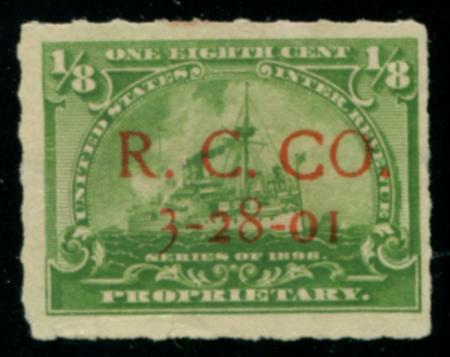 1/8 ONE EIGHTH CENT 1/8
UNITED STATES INTER. REVENUE
R. C. CO.
3-28-01
SERIES OF 1898.
PROPRIETARY.